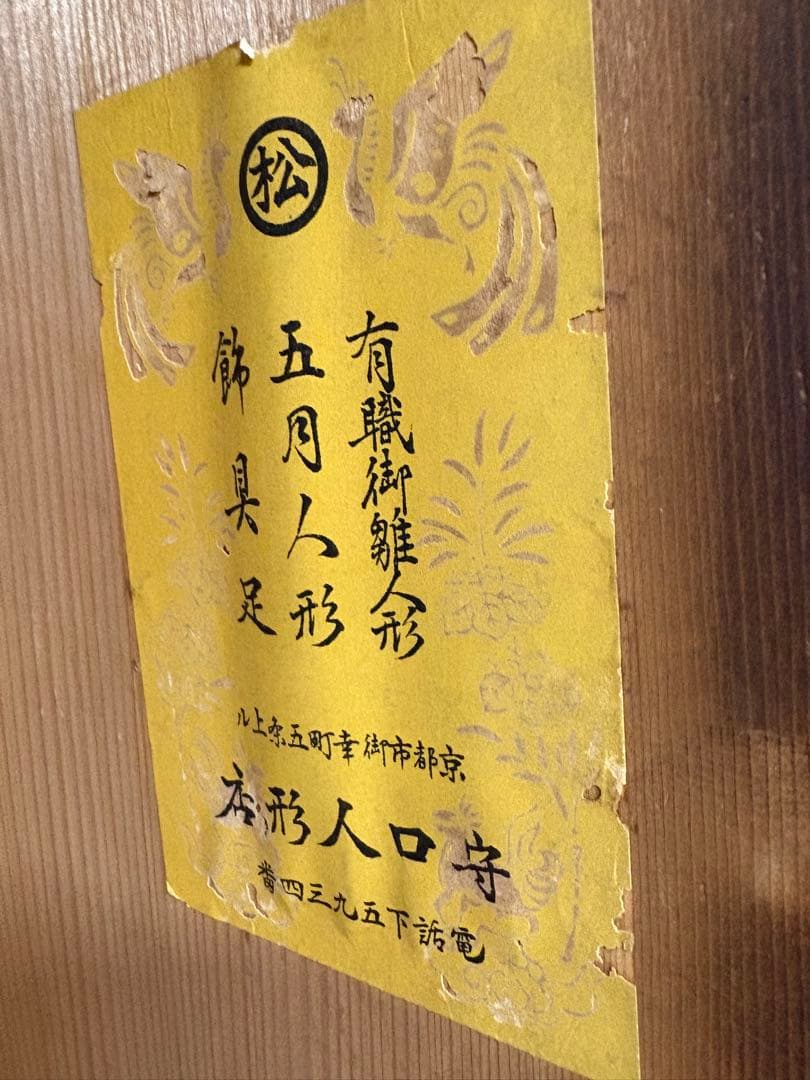 松
有職御雛人形
五月人形
飾具足
京都市御幸町五条上ル
守口人形店
電話下五九三四番